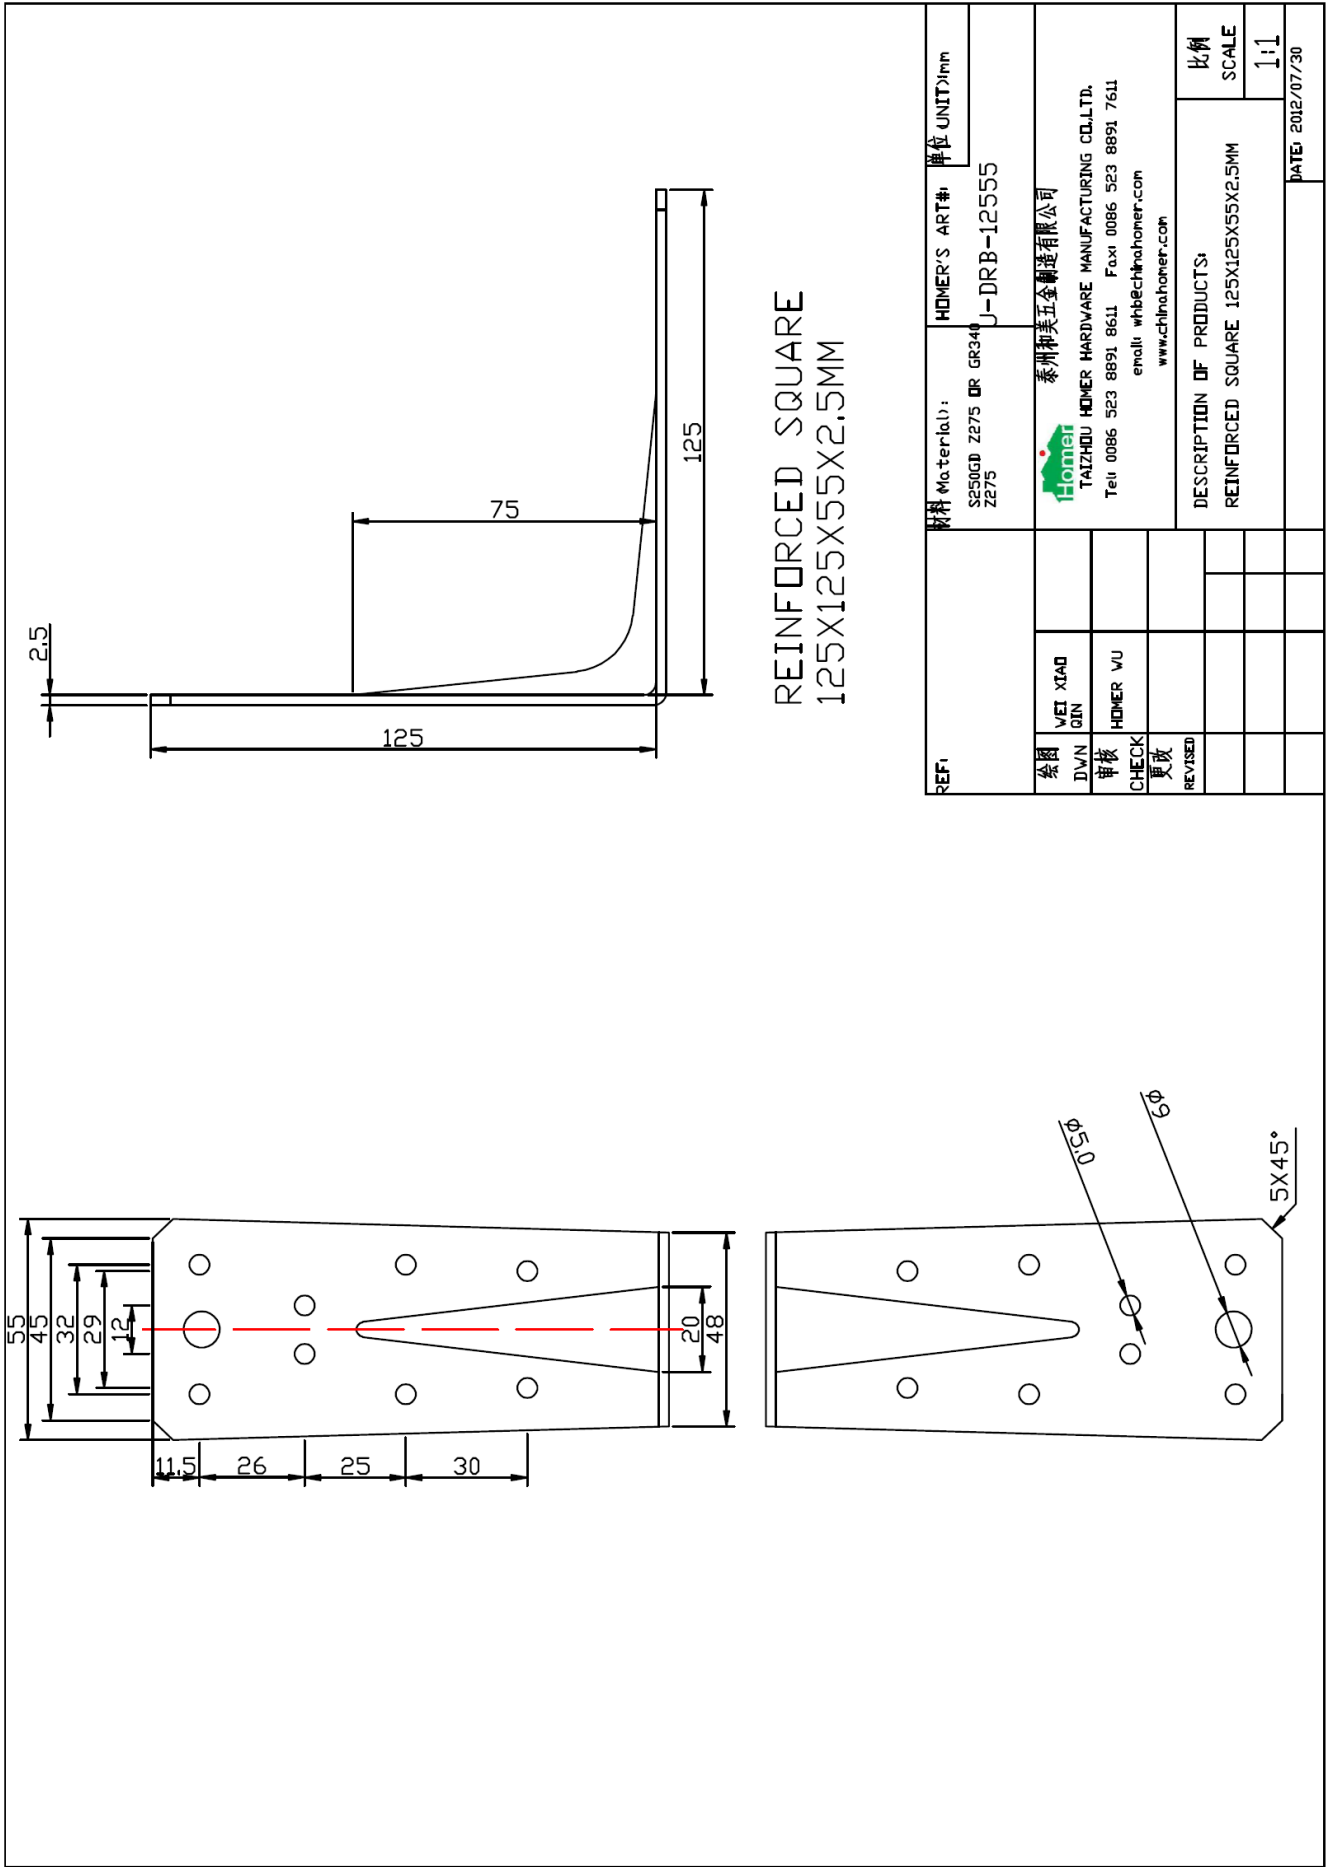 2.5
125
75
125
REINFORCED SQUARE
125X125X55X2.5MM
55
45
32
29
12
20
48
11.5
26
25
30
Φ5.0
Φ9
5X45°
REF:
材料(Material):
S250GD Z275 OR GR340
Z275
HOMER'S ART#:
J-DRB-12555
单位(UNIT):mm
泰州和美五金制造有限公司
Homer
TAIZHOU HOMER HARDWARE MANUFACTURING CO.,LTD.
Tel: 0086 523 8891 8611 Fax: 0086 523 8891 7611
email: whb@chinahomer.com
www.chinahomer.com
绘图
DWN
WEI XIAO
QIN
审核
CHECK
HOMER WU
更改
REVISED
DESCRIPTION OF PRODUCTS:
REINFORCED SQUARE 125X125X55X2.5MM
比例
SCALE
1:1
DATE: 2012/07/30